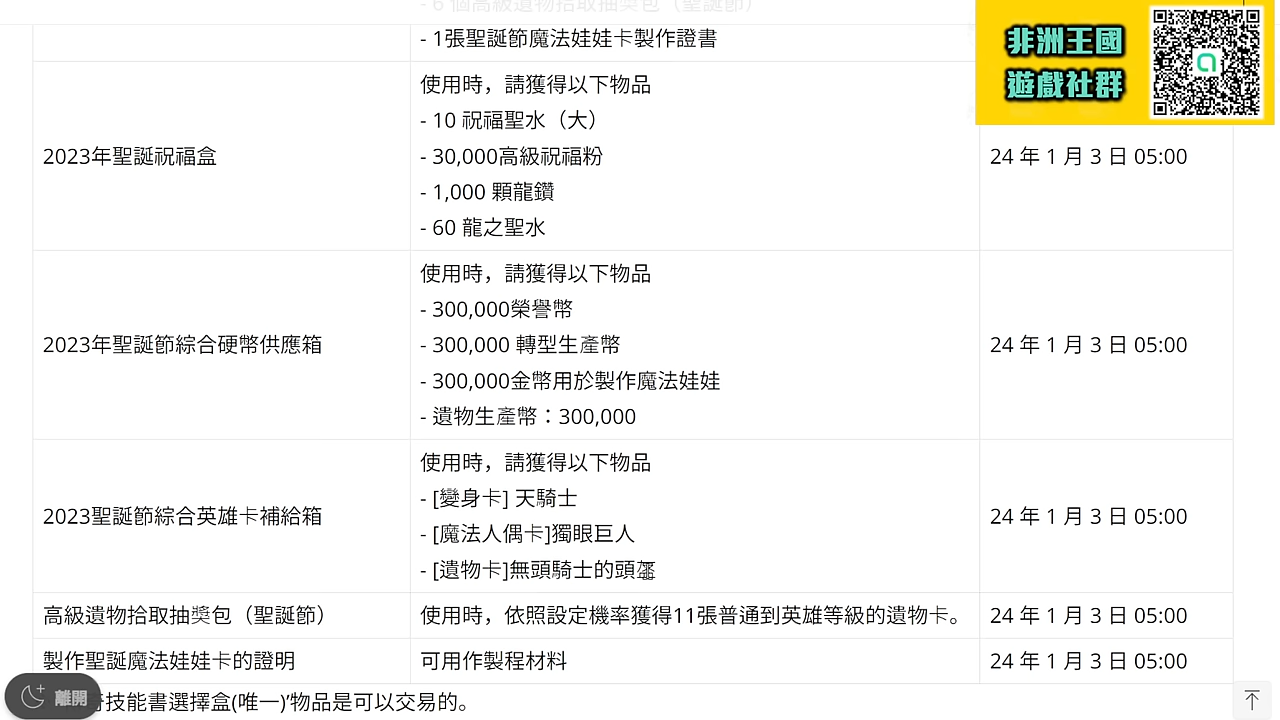 - 6 個高級遺物拾取抽獎包（聖誕節）
- 1張聖誕節魔法娃娃卡製作證書
非洲王國
遊戲社群
2023年聖誕祝福盒
使用時，請獲得以下物品
- 10 祝福聖水（大）
- 30,000高級祝福粉
- 1,000 顆龍鑽
- 60 龍之聖水
24 年 1 月 3 日 05:00
2023年聖誕節綜合硬幣供應箱
使用時，請獲得以下物品
- 300,000榮譽幣
- 300,000 轉型生產幣
- 300,000金幣用於製作魔法娃娃
- 遺物生產幣：300,000
24 年 1 月 3 日 05:00
2023聖誕節綜合英雄卡補給箱
使用時，請獲得以下物品
- [變身卡] 天騎士
- [魔法人偶卡]獨眼巨人
- [遺物卡]無頭騎士的頭盔
24 年 1 月 3 日 05:00
高級遺物拾取抽獎包（聖誕節）
使用時，依照設定機率獲得11張普通到英雄等級的遺物卡。
24 年 1 月 3 日 05:00
製作聖誕魔法娃娃卡的證明
可用作製程材料
24 年 1 月 3 日 05:00
離開
技能書選擇盒(唯一)’物品是可以交易的。